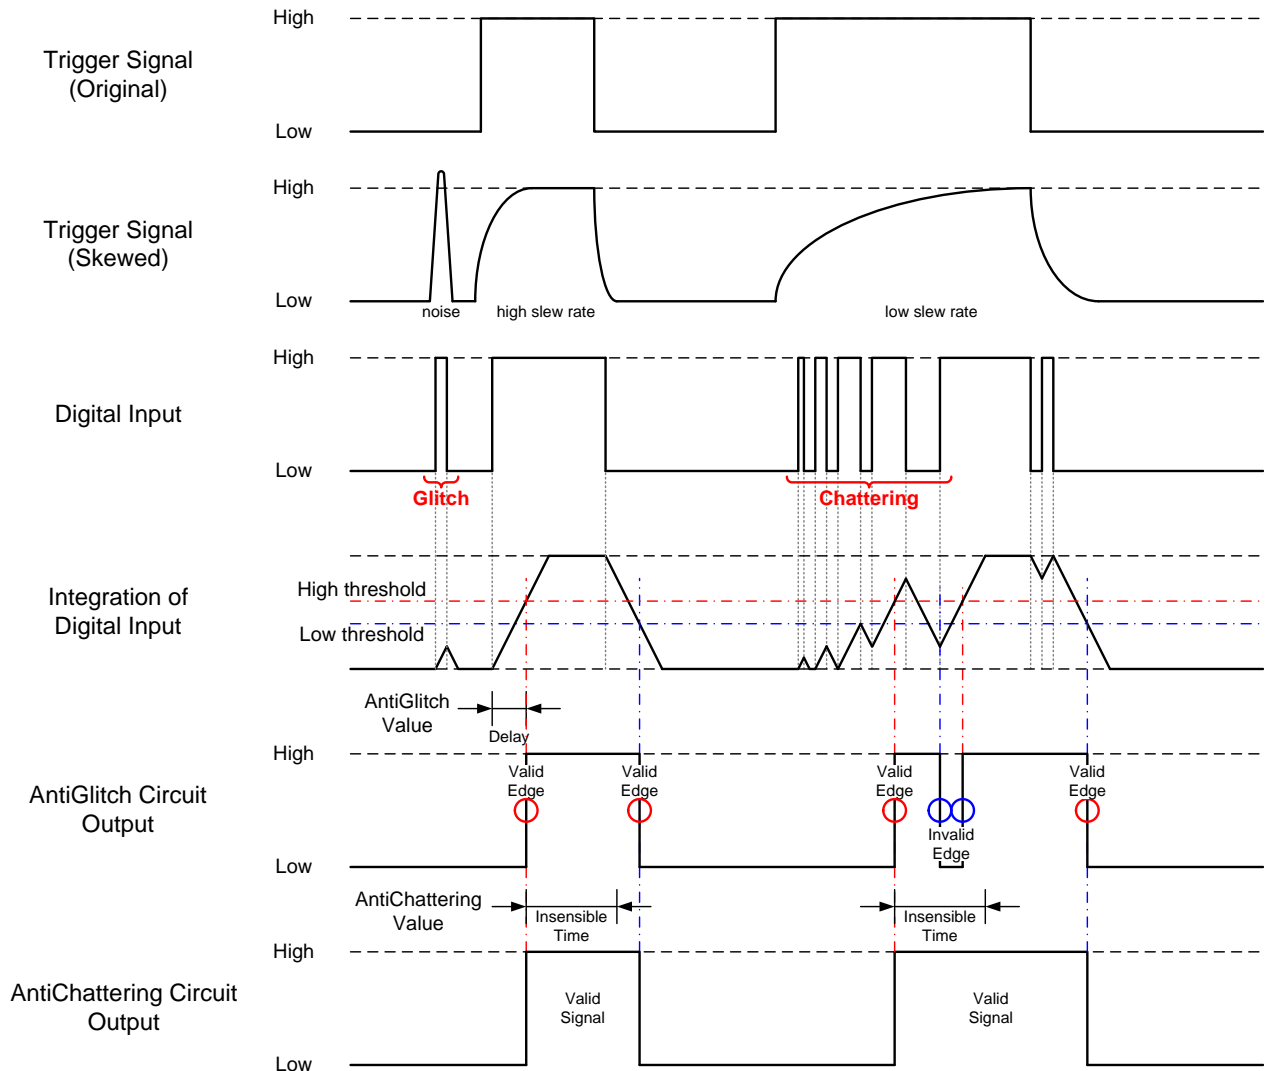 High
Trigger Signal
(Original)
Low
High
Trigger Signal
(Skewed)
Low
noise
high slew rate
low slew rate
High
Digital Input
Low
Glitch
Chattering
High threshold
Integration of
Digital Input
Low threshold
AntiGlitch
Value
Delay
High
Valid
Edge
Valid
Edge
Valid
Edge
Valid
Edge
AntiGlitch Circuit
Output
Invalid
Edge
Low
AntiChattering
Value
Insensible
Time
Insensible
Time
High
AntiChattering Circuit
Output
Valid
Signal
Valid
Signal
Low